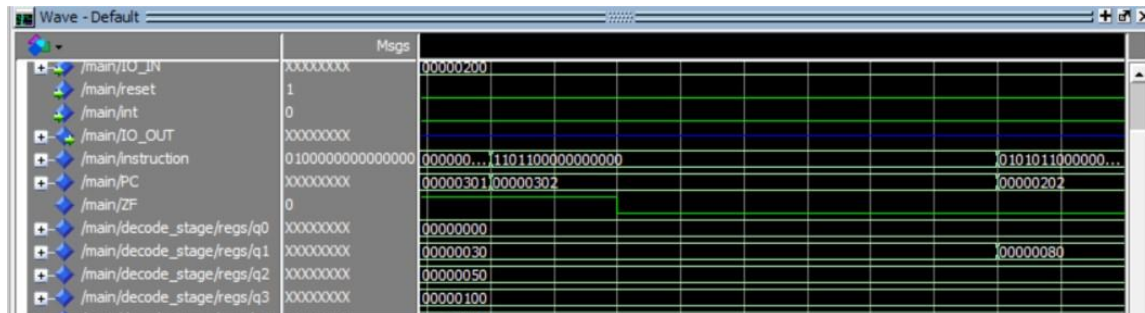 Wave - Default
Msgs
/main/IO_IN XXXXXXXX 00000200
/main/reset 1
/main/int 0
/main/IO_OUT XXXXXXXX
/main/instruction 0100000000000000 000000... 1101100000000000 0101011000000...
/main/PC XXXXXXXX 00000301 00000302 00000202
/main/ZF 0
/main/decode_stage/regs/q0 XXXXXXXX 00000000
/main/decode_stage/regs/q1 XXXXXXXX 00000030 00000080
/main/decode_stage/regs/q2 XXXXXXXX 00000050
/main/decode_stage/regs/q3 XXXXXXXX 00000100